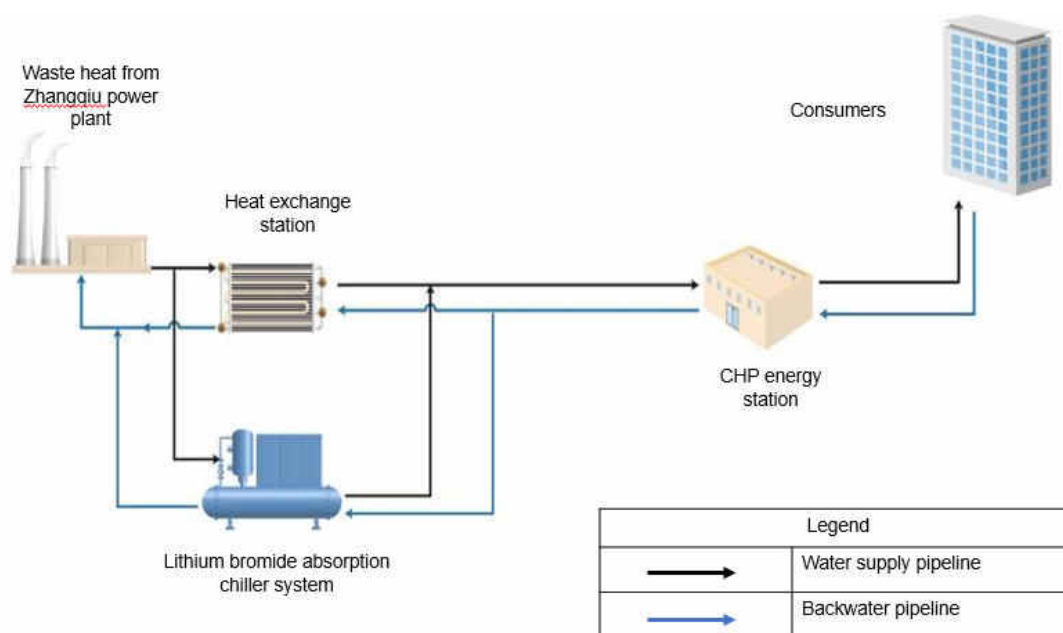 Waste heat from
Zhangqiu power
plant
Consumers
Heat exchange
station
CHP energy
station
Lithium bromide absorption
chiller system
Legend
Water supply pipeline
Backwater pipeline